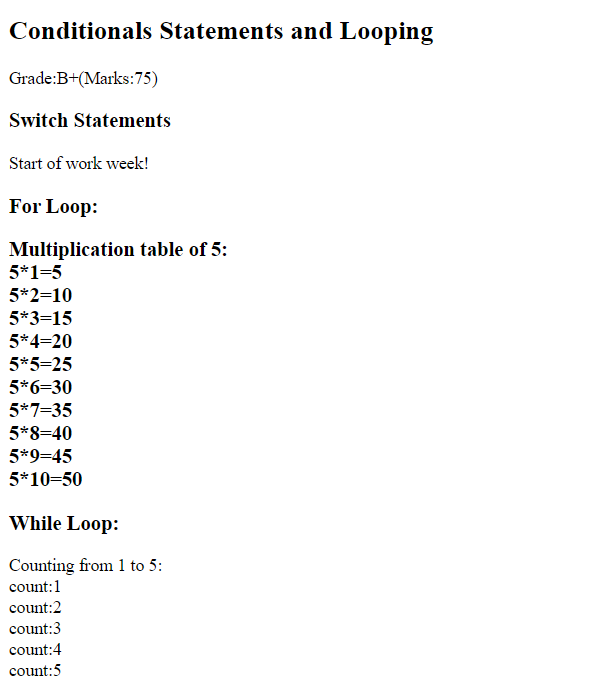 Conditionals Statements and Looping
Grade:B+(Marks:75)
Switch Statements
Start of work week!
For Loop:
Multiplication table of 5:
5*1=5
5*2=10
5*3=15
5*4=20
5*5=25
5*6=30
5*7=35
5*8=40
5*9=45
5*10=50
While Loop:
Counting from 1 to 5:
count:1
count:2
count:3
count:4
count:5